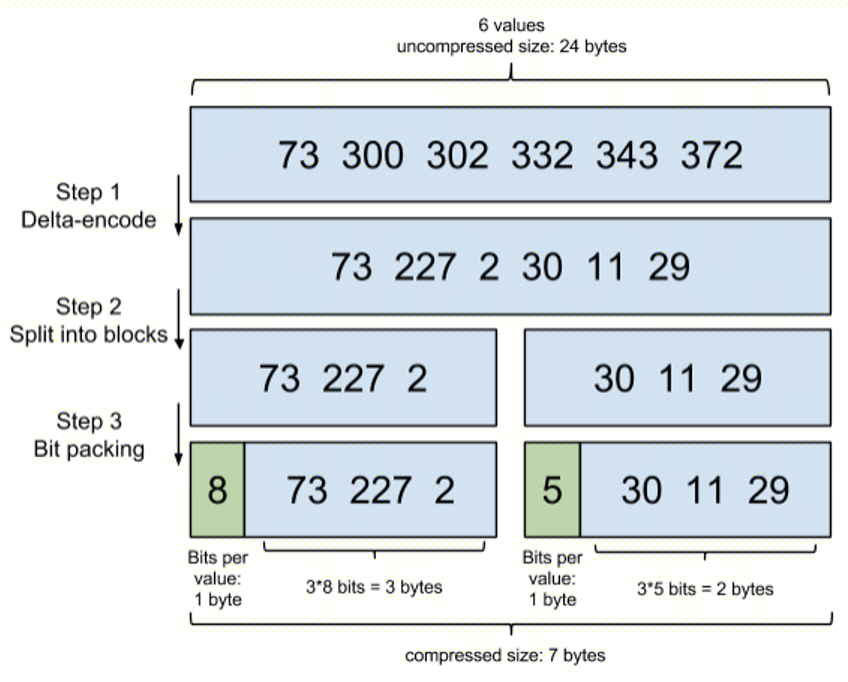 6 values
uncompressed size: 24 bytes
73 300 302 332 343 372
Step 1
Delta-encode
73 227 2 30 11 29
Step 2
Split into blocks
73 227 2
30 11 29
Step 3
Bit packing
8
73 227 2
5
30 11 29
Bits per
value:
1 byte
3*8 bits = 3 bytes
Bits per
value:
1 byte
3*5 bits = 2 bytes
compressed size: 7 bytes